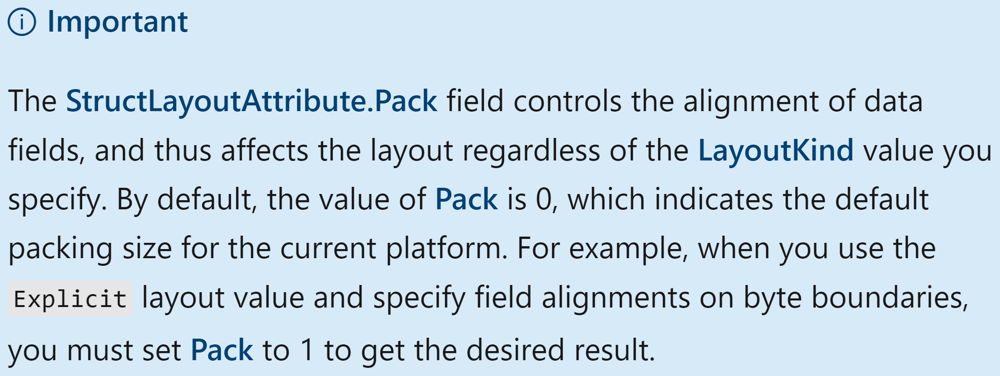 Important
The StructLayoutAttribute.Pack field controls the alignment of data
fields, and thus affects the layout regardless of the LayoutKind value you
specify. By default, the value of Pack is 0, which indicates the default
packing size for the current platform. For example, when you use the
Explicit layout value and specify field alignments on byte boundaries,
you must set Pack to 1 to get the desired result.